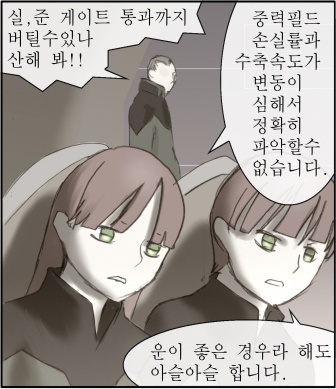 실,준 게이트 통과까지
버틸수있나
산해 봐!!
중력필드
손실률과
수축속도가
변동이
심해서
정확히
파악할수
없습니다.
운이 좋은 경우라 해도
아슬아슬 합니다.